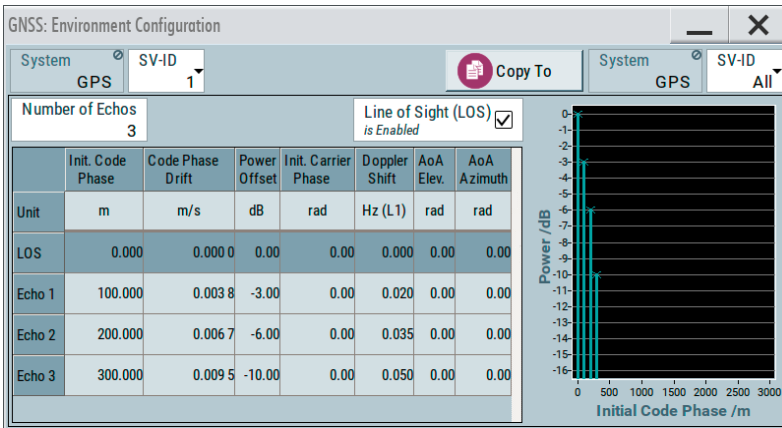 GNSS: Environment Configuration
System
GPS
SV-ID
1
Copy To
System
GPS
SV-ID
All
Number of Echos
3
Line of Sight (LOS)
is Enabled
Init. Code Phase Code Phase Drift Power Offset Init. Carrier Phase Doppler Shift AoA Elev. AoA Azimuth
Unit m m/s dB rad Hz (L1) rad rad
LOS 0.000 0.000 0 0.00 0.00 0.000 0.00 0.00
Echo 1 100.000 0.003 8 -3.00 0.00 0.020 0.00 0.00
Echo 2 200.000 0.006 7 -6.00 0.00 0.035 0.00 0.00
Echo 3 300.000 0.009 5 -10.00 0.00 0.050 0.00 0.00
Power /dB
0
-1
-2
-3
-4
-5
-6
-7
-8
-9
-10
-11
-12
-13
-14
-15
-16
0 500 1000 1500 2000 2500 3000
Initial Code Phase /m